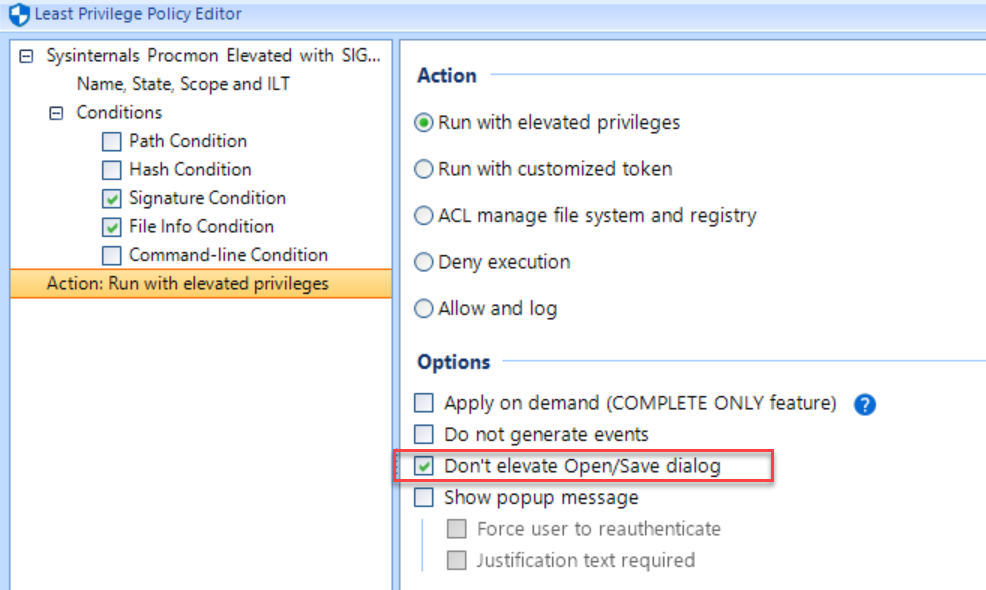 Least Privilege Policy Editor
Sysinternals Procmon Elevated with SIG...
Name, State, Scope and ILT
Conditions
Path Condition
Hash Condition
Signature Condition
File Info Condition
Command-line Condition
Action: Run with elevated privileges
Action
Run with elevated privileges
Run with customized token
ACL manage file system and registry
Deny execution
Allow and log
Options
Apply on demand (COMPLETE ONLY feature) ?
Do not generate events
Don't elevate Open/Save dialog
Show popup message
Force user to reauthenticate
Justification text required